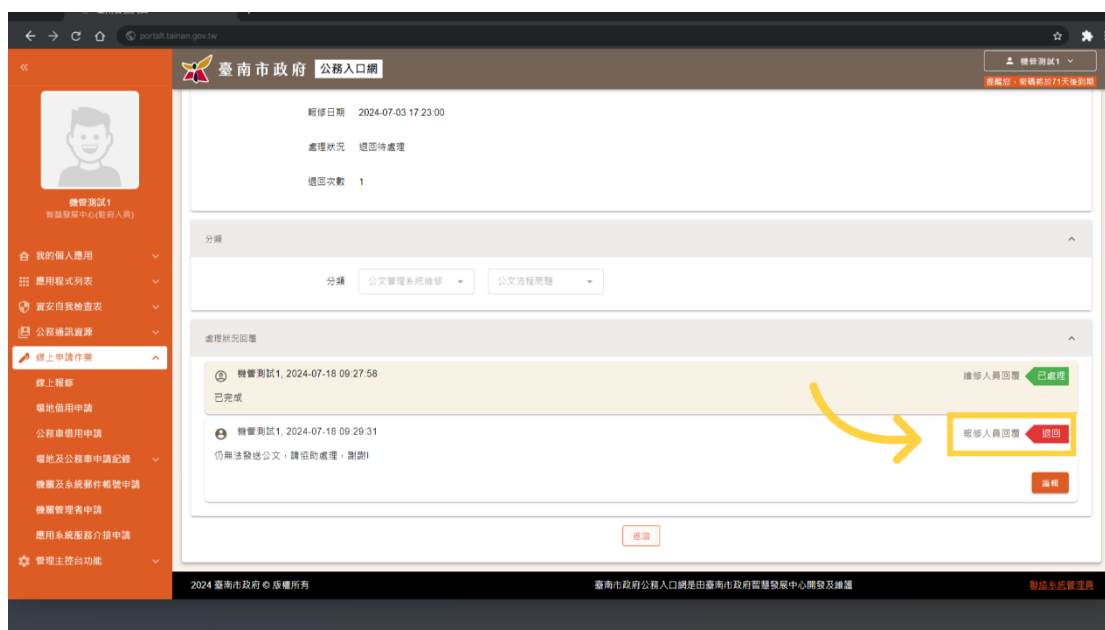 portalt.tainan.gov.tw
臺南市政府 公務入口網
機管測試1
提醒您，密碼將於71天後到期
機管測試1
智慧發展中心(駐府人員)
我的個人應用
應用程式列表
資安自我檢查表
公務通訊資源
線上申請作業
線上報修
場地借用申請
公務車借用申請
場地及公務車申請紀錄
機關及系統郵件帳號申請
機關管理者申請
應用系統服務介接申請
管理主控台功能
報修日期 2024-07-03 17:23:00
處理狀況 退回待處理
退回次數 1
分類
分類 公文管理系統維修 公文流程問題
處理狀況回覆
機管測試1, 2024-07-18 09:27:58
維修人員回覆 已處理
已完成
機管測試1, 2024-07-18 09:29:31
報修人員回覆 退回
仍無法發送公文，請協助處理，謝謝!
編輯
返回
2024 臺南市政府 © 版權所有
臺南市政府公務入口網是由臺南市政府智慧發展中心開發及維護
聯絡系統管理員